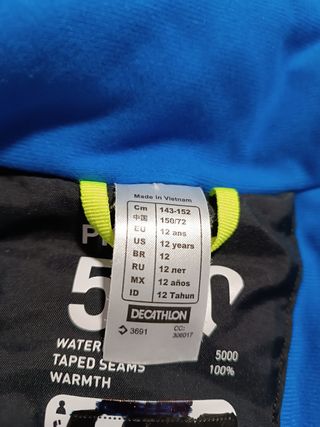 Made in Vietnam
Cm 143-152
中国 150/72
EU 12 ans
US 12 years
BR 12
RU 12 лет
MX 12 años
ID 12 Tahun
DECATHLON
3691 CC: 306017
5000
TAPED SEAMS 100%
WARMTH